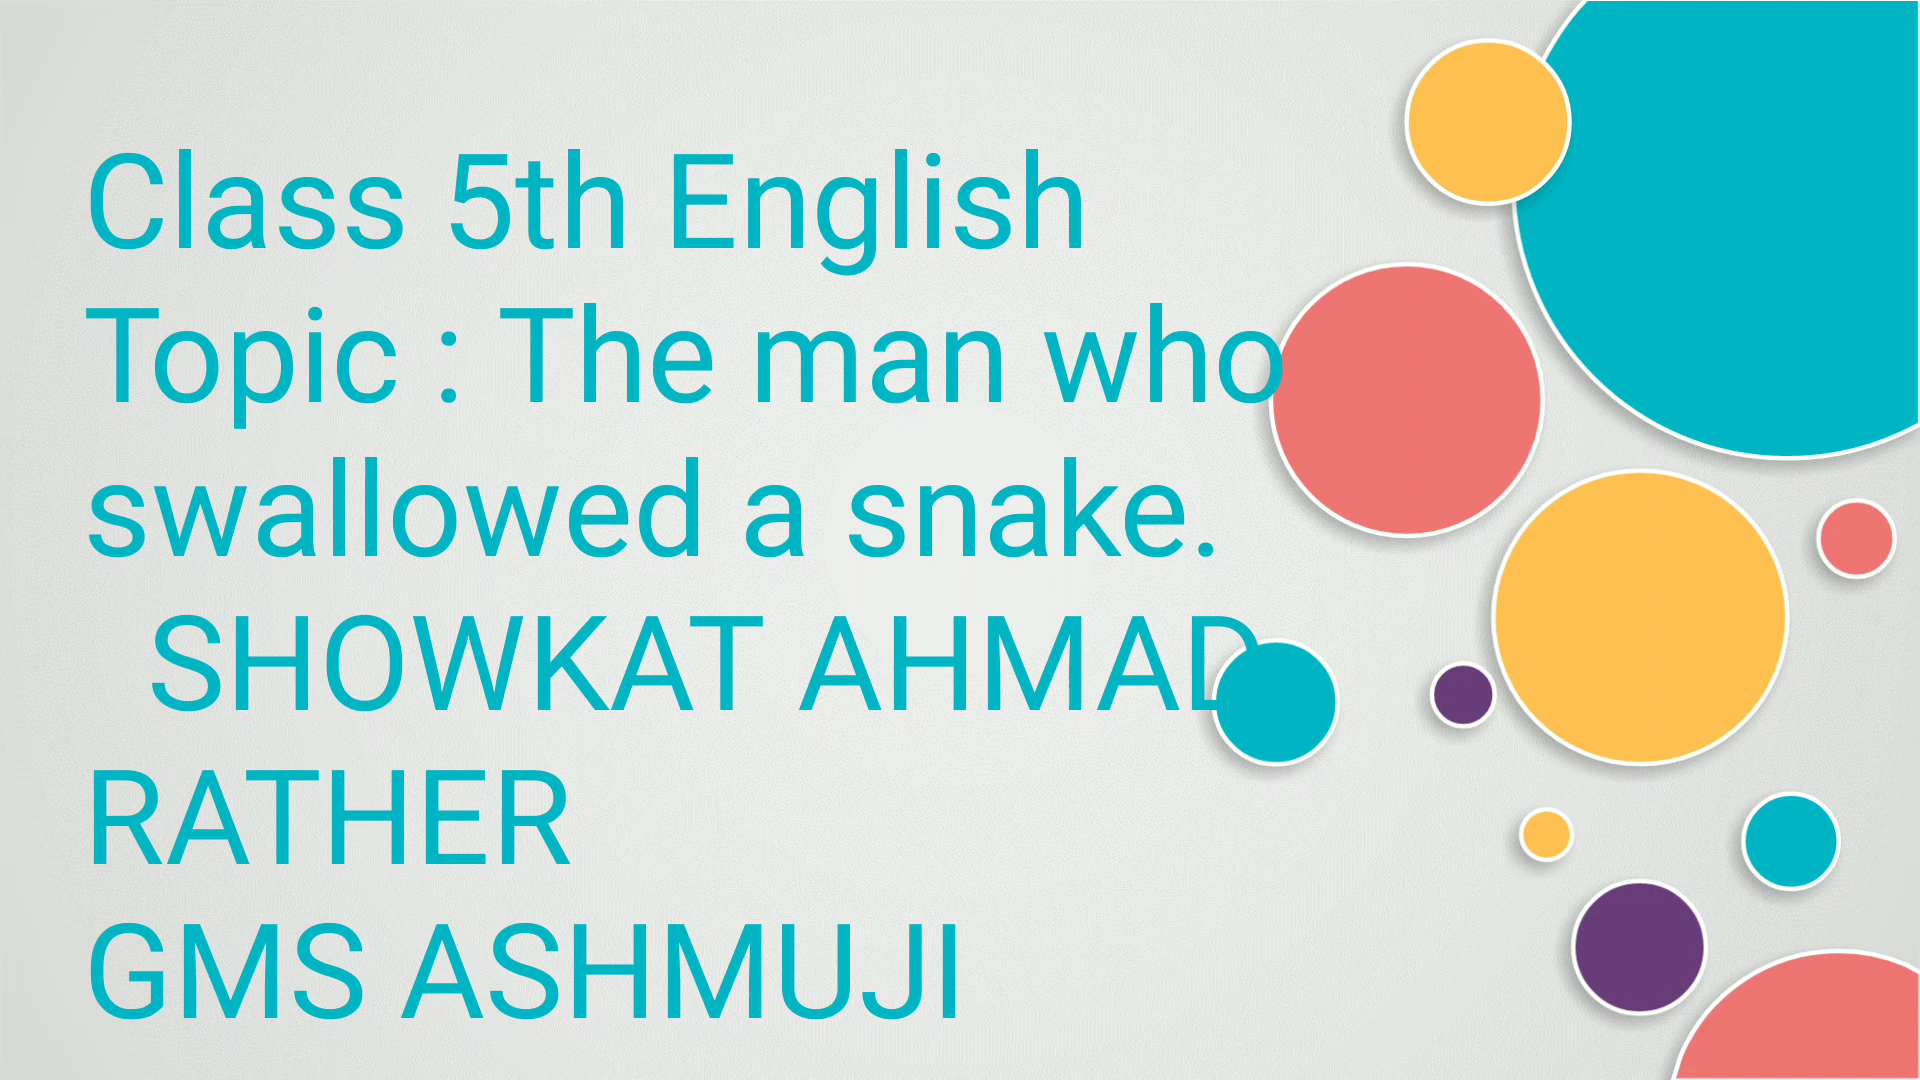 Class 5th English
Topic : The man who
swallowed a snake.
SHOWKAT AHMAD
RATHER
GMS ASHMUJI